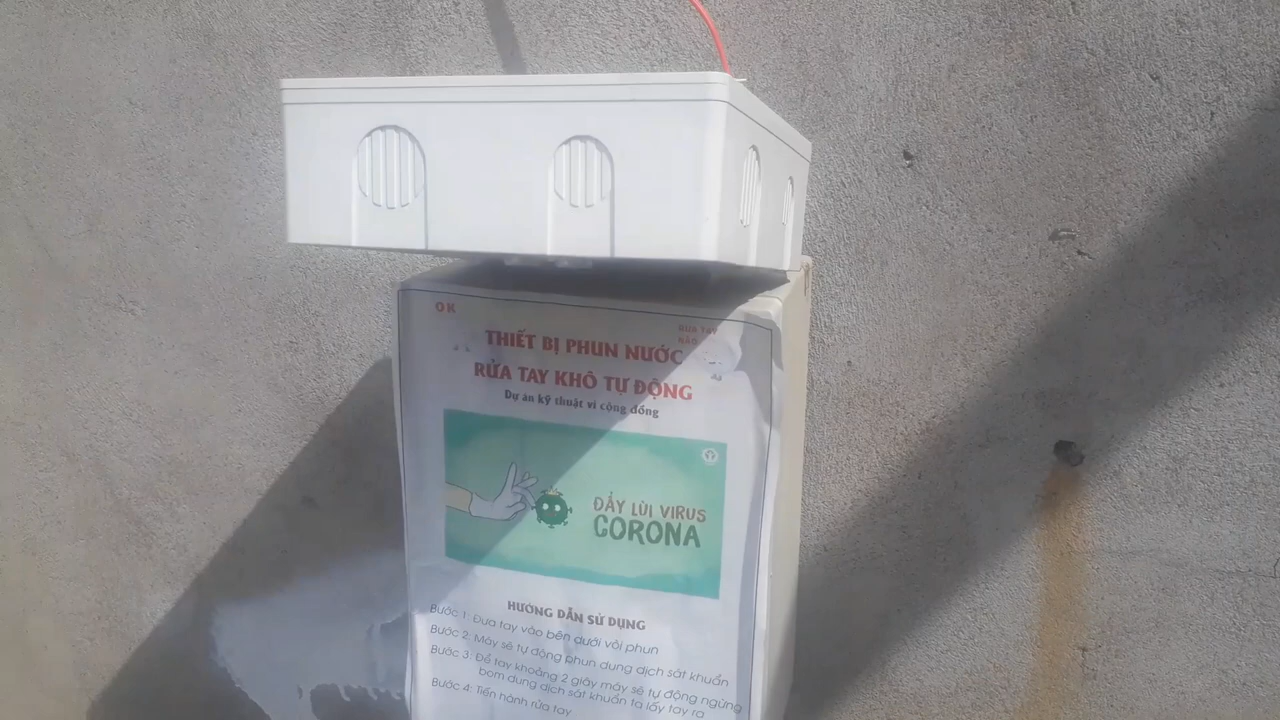 OK
RỬA TAY
THIẾT BỊ PHUN NƯỚC
RỬA TAY KHÔ TỰ ĐỘNG
Dự án kỹ thuật vì cộng đồng
ĐẨY LÙI VIRUS
CORONA
HƯỚNG DẪN SỬ DỤNG
Bước 1: Đưa tay vào bên dưới vòi phun
Bước 2: Máy sẽ tự động phun dung dịch sát khuẩn
Bước 3: Để tay khoảng 2 giây máy sẽ tự động ngừng
bom dung dịch sát khuẩn ta lấy tay ra
Bước 4: Tiến hành rửa tay